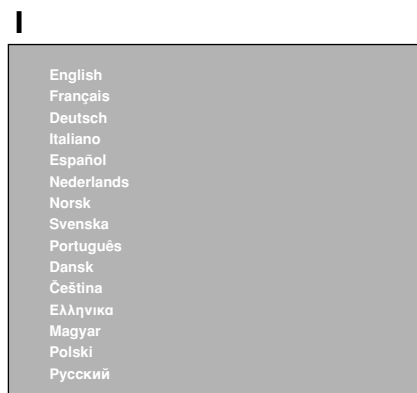 I
English
Français
Deutsch
Italiano
Español
Nederlands
Norsk
Svenska
Português
Dansk
Čeština
Ελληνικα
Magyar
Polski
Русский